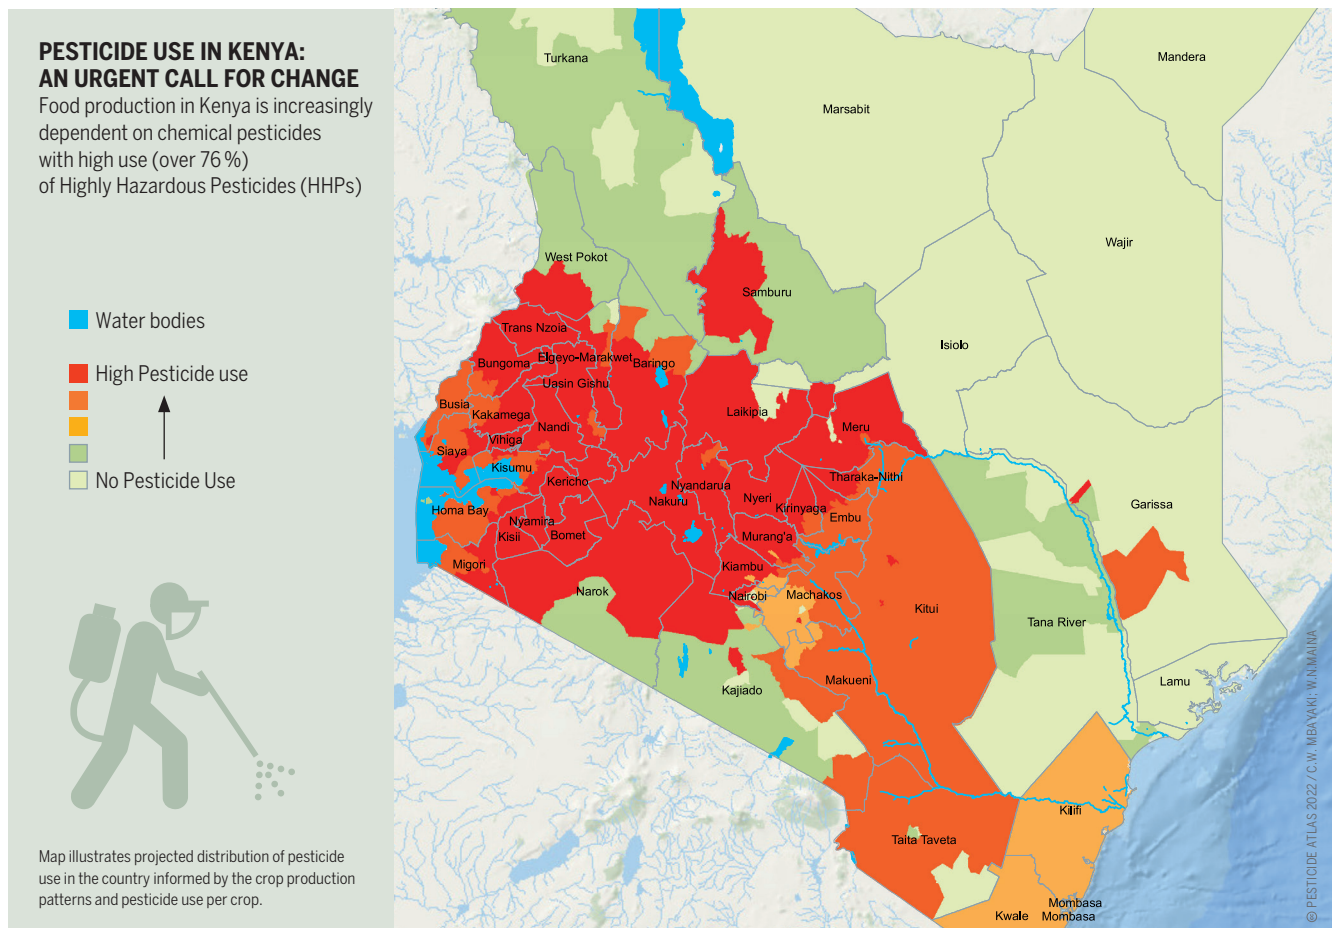 PESTICIDE USE IN KENYA:
AN URGENT CALL FOR CHANGE
Food production in Kenya is increasingly
dependent on chemical pesticides
with high use (over 76 %)
of Highly Hazardous Pesticides (HHPs)
Water bodies
High Pesticide use
No Pesticide Use
Map illustrates projected distribution of pesticide
use in the country informed by the crop production
patterns and pesticide use per crop.
Turkana
Mandera
Marsabit
Wajir
West Pokot
Samburu
Trans Nzoia
Isiolo
Bungoma
Elgeyo-Marakwet
Baringo
Uasin Gishu
Busia
Kakamega
Laikipia
Nandi
Meru
Vihiga
Siaya
Kisumu
Kericho
Tharaka-Nithi
Nyandarua
Nakuru
Nyeri
Garissa
Homa Bay
Kirinyaga
Embu
Nyamira
Kisii
Bomet
Murang'a
Migori
Kiambu
Narok
Nairobi
Machakos
Kitui
Tana River
Makueni
Lamu
Kajiado
Kilifi
Taita Taveta
Mombasa
Kwale
Mombasa
© PESTICIDE ATLAS 2022 / C.W. MBAYAKI; W.N.MAINA